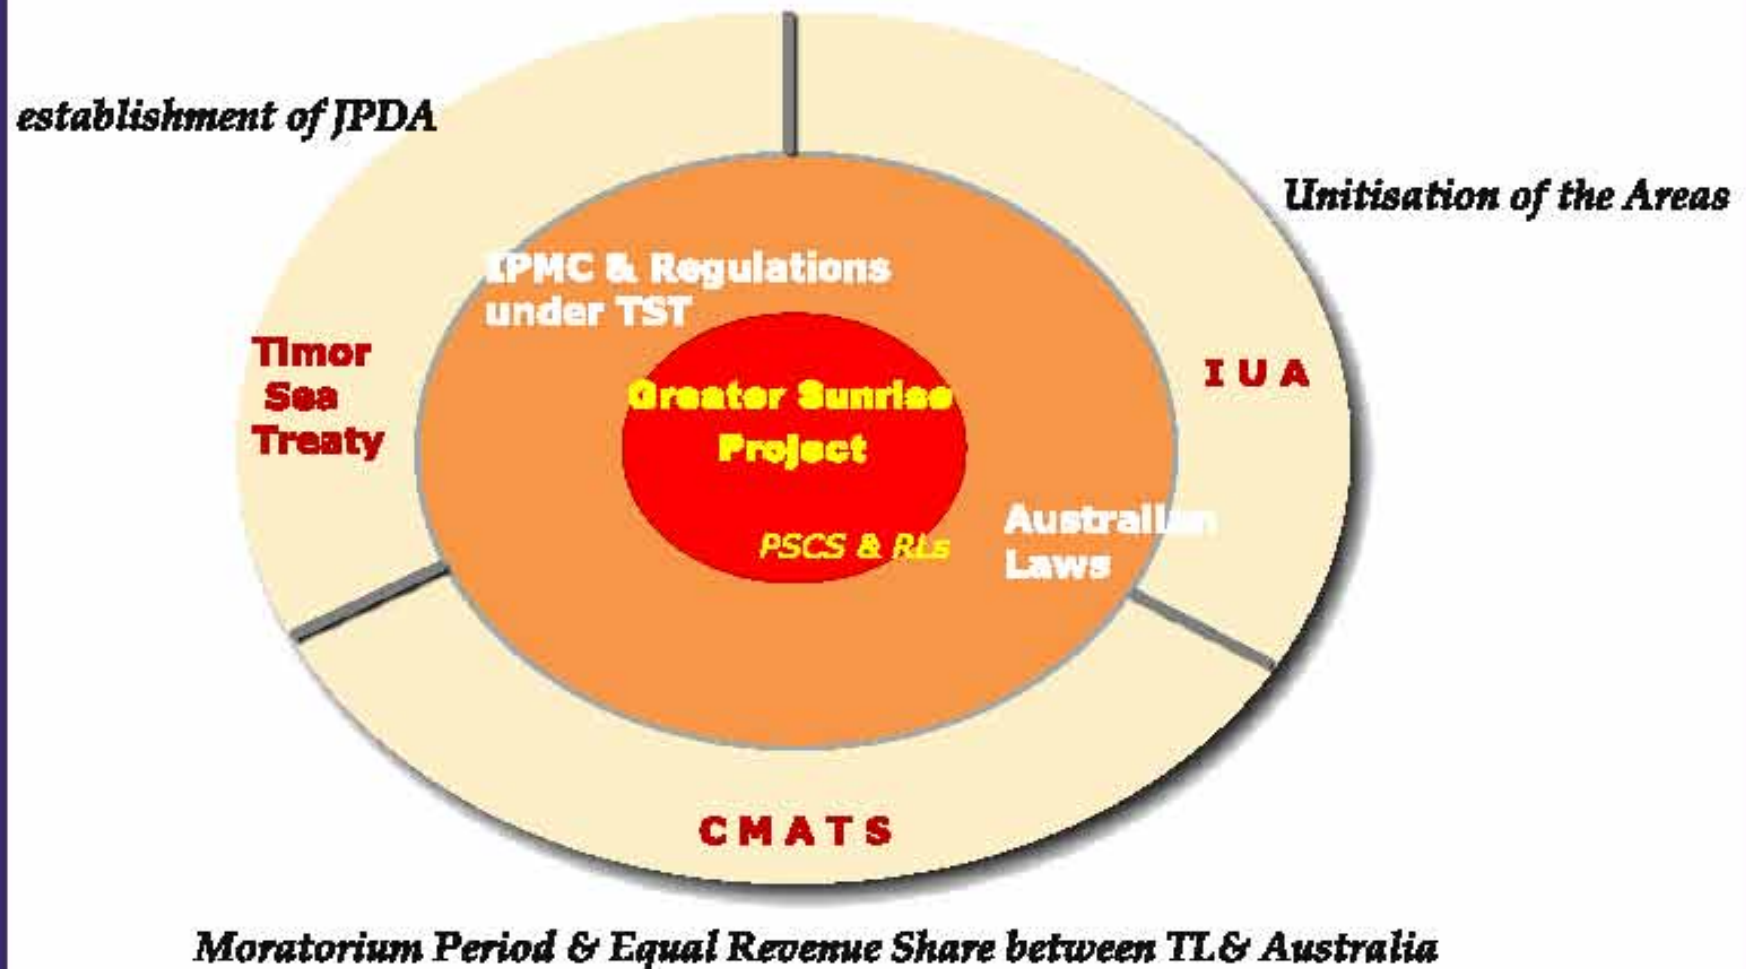 establishment of JPDA
Unitisation of the Areas
IPMC & Regulations
under TST
Timor
Sea
Treaty
I U A
Greater Sunrise
Project
PSCS & RLs
Australian
Laws
C M A T S
Moratorium Period & Equal Revenue Share between TL& Australia